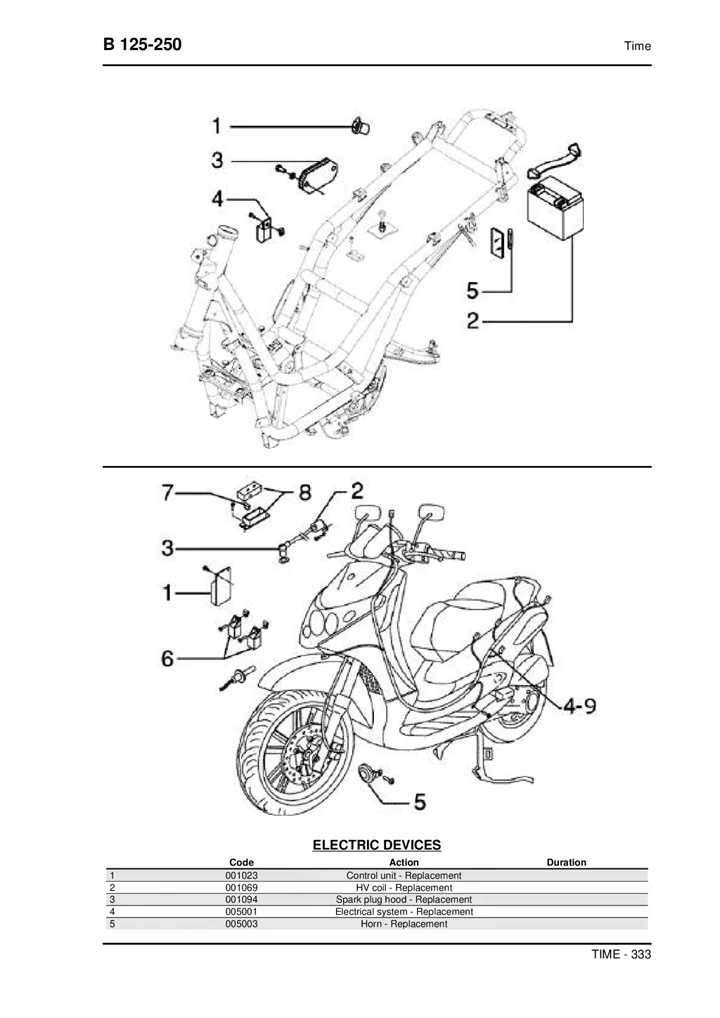 B 125-250 Time
1
3
4
5
2
7 8 2
3
1
6
4-9
5
ELECTRIC DEVICES
Code Action Duration
1 001023 Control unit - Replacement
2 001069 HV coil - Replacement
3 001094 Spark plug hood - Replacement
4 005001 Electrical system - Replacement
5 005003 Horn - Replacement
TIME - 333